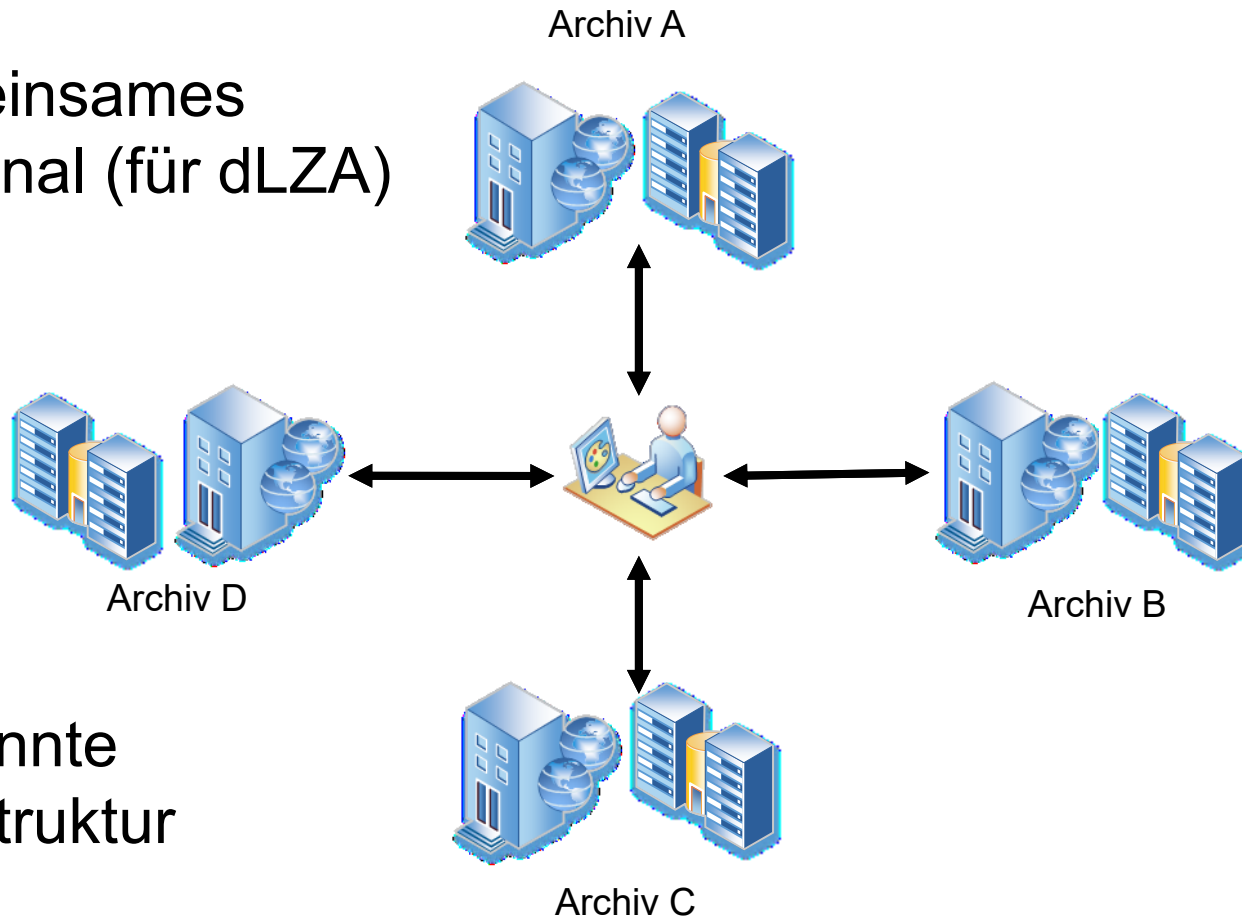 Archiv A
einsames
nal (für dLZA)
Archiv D
Archiv B
nnte
truktur
Archiv C